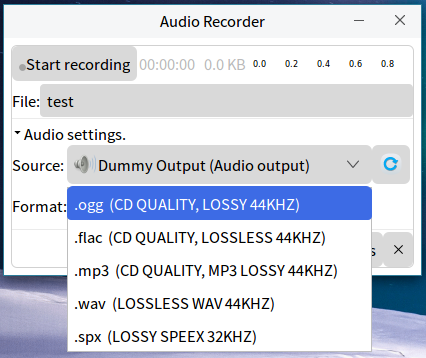 Audio Recorder
Start recording 00:00:00 0.0 KB 0.0 0.2 0.4 0.6 0.8
File: test
Audio settings.
Source: Dummy Output (Audio output)
Format: .ogg (CD QUALITY, LOSSY 44KHZ)
.flac (CD QUALITY, LOSSLESS 44KHZ)
.mp3 (CD QUALITY, MP3 LOSSY 44KHZ)
.wav (LOSSLESS WAV 44KHZ)
.spx (LOSSY SPEEX 32KHZ)